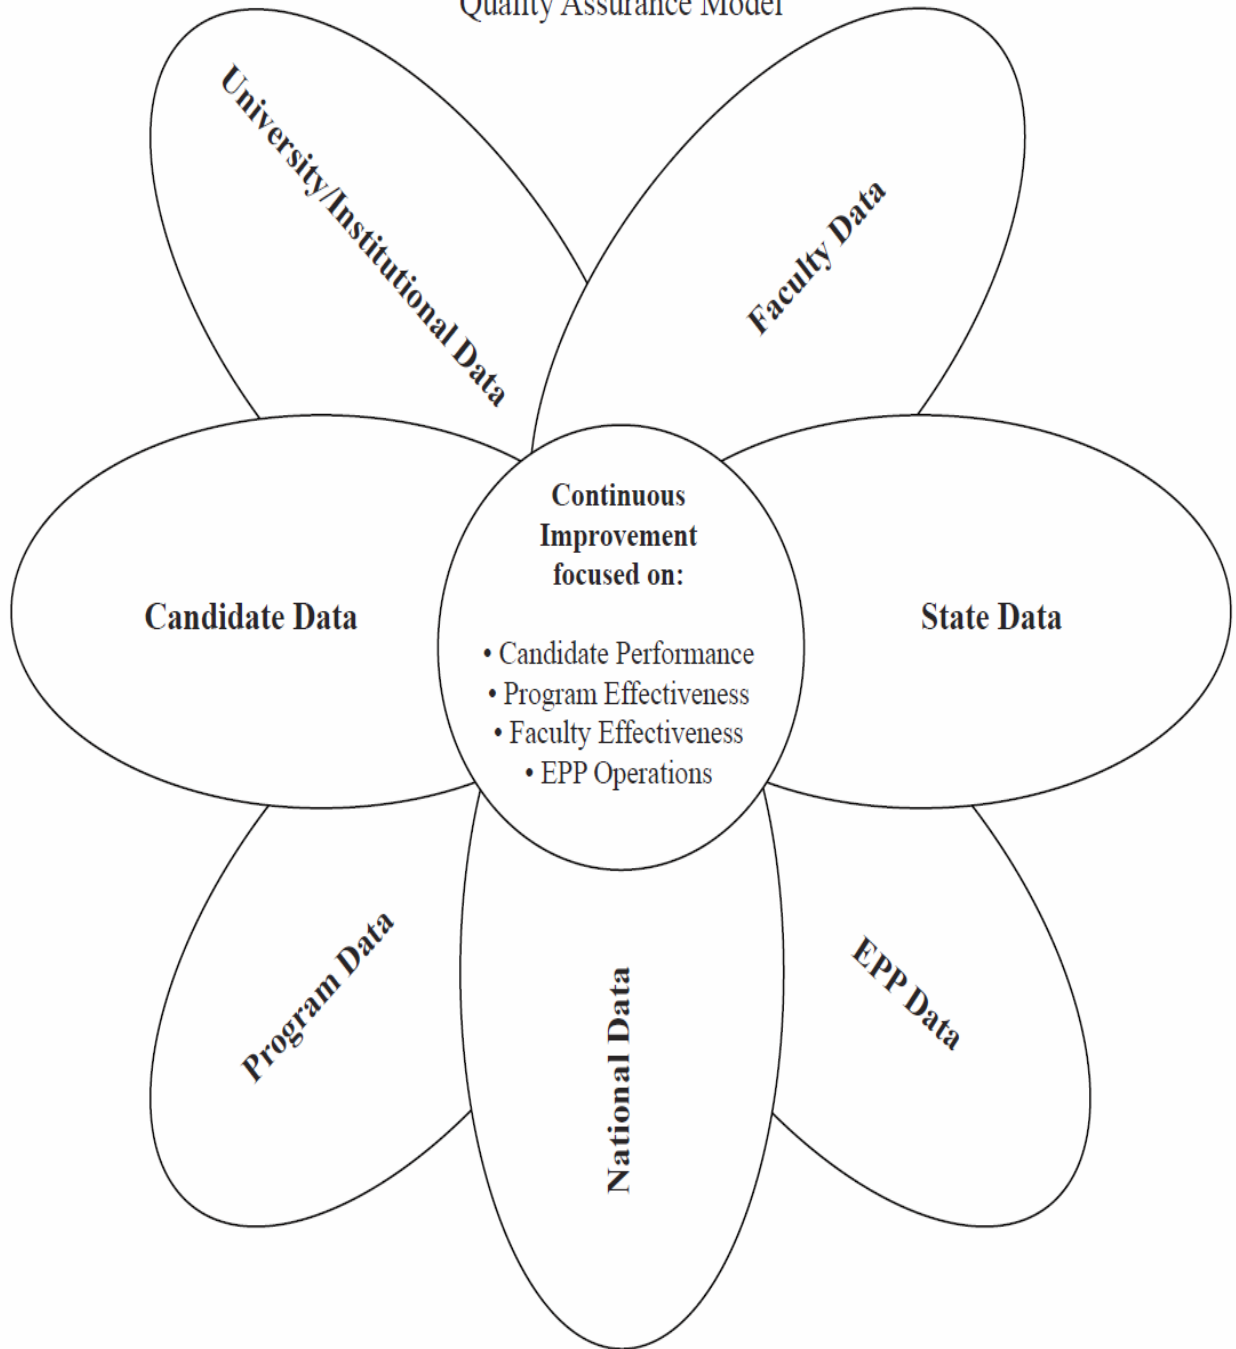 Quality Assurance Model
University/Institutional Data
Faculty Data
Continuous
Improvement
focused on:
• Candidate Performance
• Program Effectiveness
• Faculty Effectiveness
• EPP Operations
Candidate Data
State Data
Program Data
National Data
EPP Data